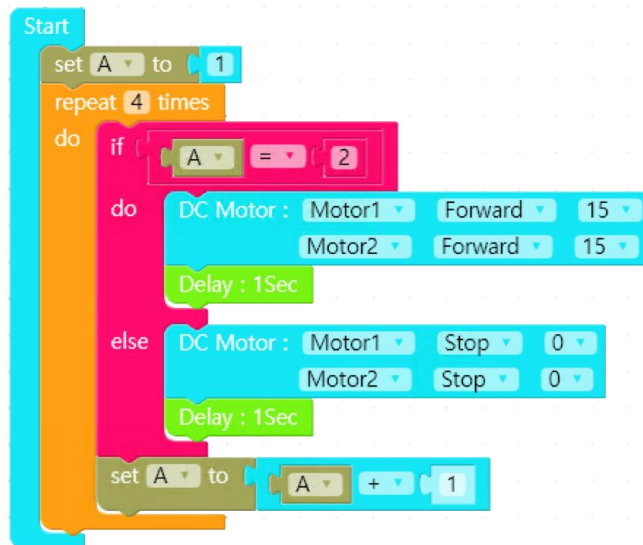 Start
set A to 1
repeat 4 times
do if A = 2
do DC Motor : Motor1 Forward 15
Motor2 Forward 15
Delay : 1Sec
else DC Motor : Motor1 Stop 0
Motor2 Stop 0
Delay : 1Sec
set A to A + 1